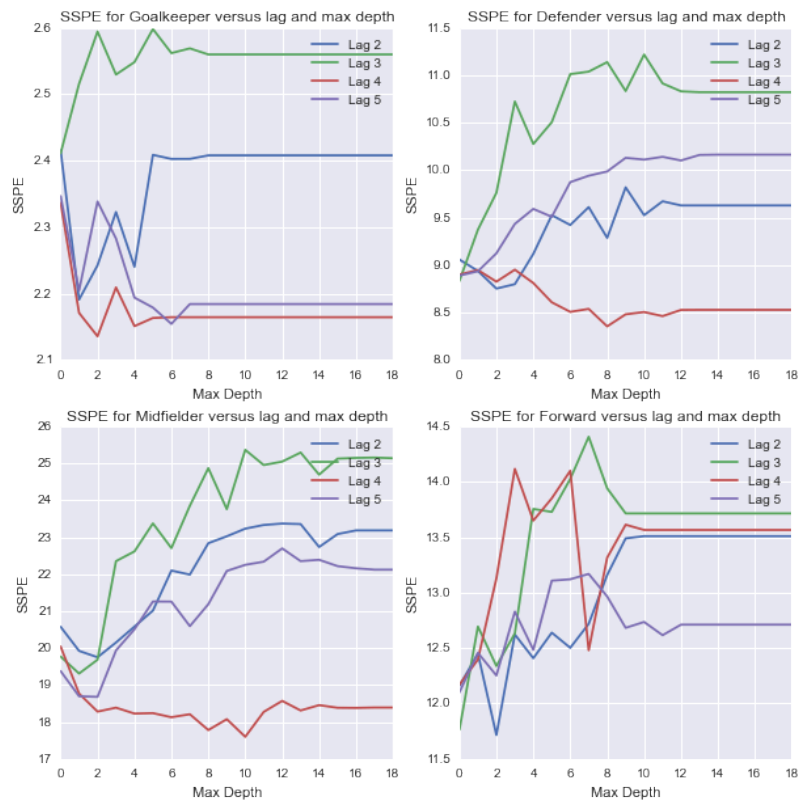 SSPE for Goalkeeper versus lag and max depth
2.6
2.5
2.4
2.3
2.2
2.1
SSPE
Lag 2
Lag 3
Lag 4
Lag 5
0 2 4 6 8 10 12 14 16 18
Max Depth
SSPE for Defender versus lag and max depth
11.5
11.0
10.5
10.0
9.5
9.0
8.5
8.0
SSPE
Lag 2
Lag 3
Lag 4
Lag 5
0 2 4 6 8 10 12 14 16 18
Max Depth
SSPE for Midfielder versus lag and max depth
26
25
24
23
22
21
20
19
18
17
SSPE
Lag 2
Lag 3
Lag 4
Lag 5
0 2 4 6 8 10 12 14 16 18
Max Depth
SSPE for Forward versus lag and max depth
14.5
14.0
13.5
13.0
12.5
12.0
11.5
SSPE
Lag 2
Lag 3
Lag 4
Lag 5
0 2 4 6 8 10 12 14 16 18
Max Depth